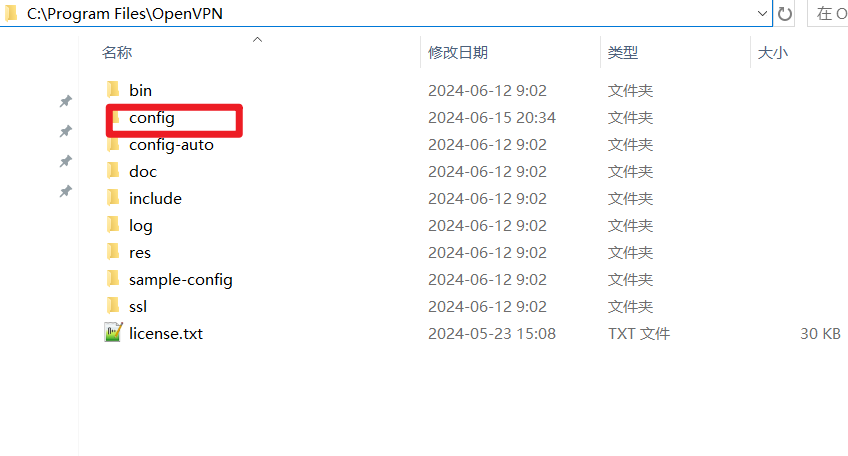 C:\Program Files\OpenVPN 在 O
名称 修改日期 类型 大小
bin 2024-06-12 9:02 文件夹
config 2024-06-15 20:34 文件夹
config-auto 2024-06-12 9:02 文件夹
doc 2024-06-12 9:02 文件夹
include 2024-06-12 9:02 文件夹
log 2024-06-12 9:02 文件夹
res 2024-06-12 9:02 文件夹
sample-config 2024-06-12 9:02 文件夹
ssl 2024-06-12 9:02 文件夹
license.txt 2024-05-23 15:08 TXT 文件 30 KB